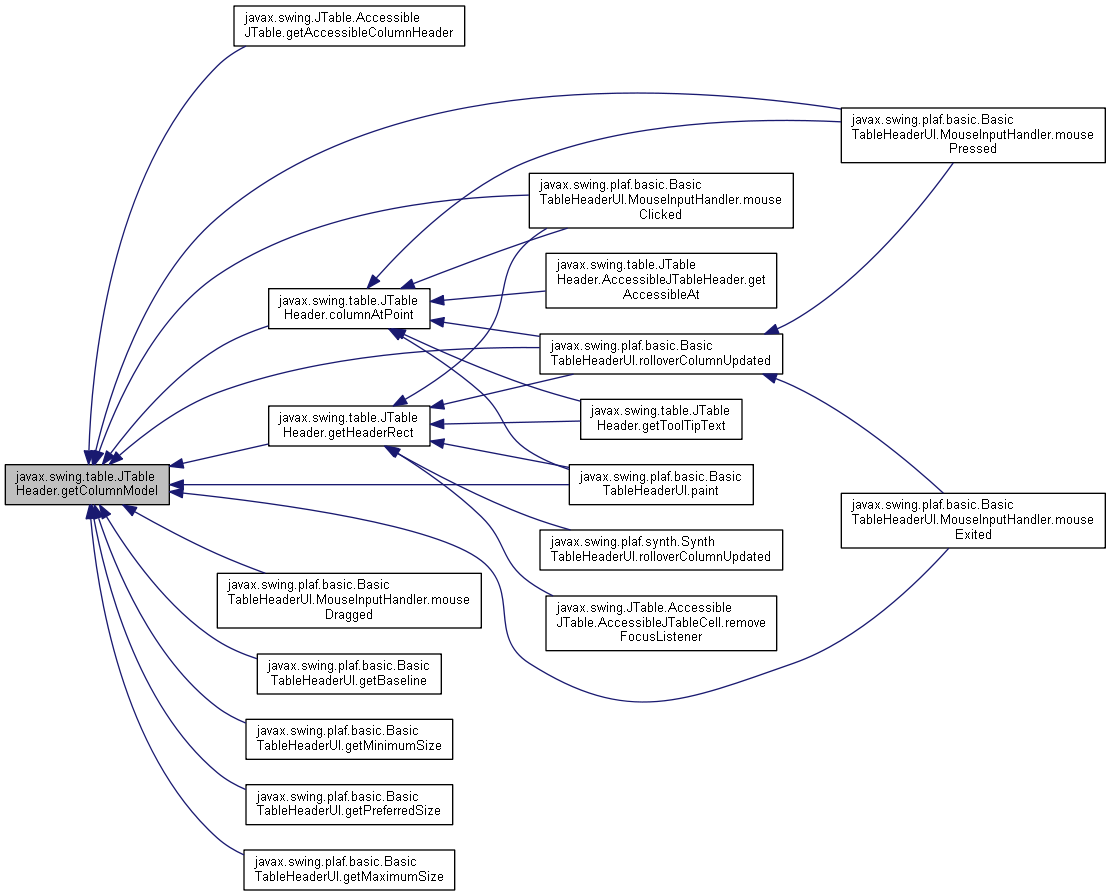 javax.swing.JTable.Accessible
JTable.getAccessibleColumnHeader
javax.swing.plaf.basic.Basic
TableHeaderUI.MouseInputHandler.mouse
Pressed
javax.swing.plaf.basic.Basic
TableHeaderUI.MouseInputHandler.mouse
Clicked
javax.swing.table.JTable
Header.AccessibleJTableHeader.get
AccessibleAt
javax.swing.table.JTable
Header.columnAtPoint
javax.swing.plaf.basic.Basic
TableHeaderUI.rolloverColumnUpdated
javax.swing.table.JTable
Header.getToolTipText
javax.swing.table.JTable
Header.getHeaderRect
javax.swing.table.JTable
Header.getColumnModel
javax.swing.plaf.basic.Basic
TableHeaderUI.paint
javax.swing.plaf.basic.Basic
TableHeaderUI.MouseInputHandler.mouse
Exited
javax.swing.plaf.synth.Synth
TableHeaderUI.rolloverColumnUpdated
javax.swing.plaf.basic.Basic
TableHeaderUI.MouseInputHandler.mouse
Dragged
javax.swing.JTable.Accessible
JTable.AccessibleJTableCell.remove
FocusListener
javax.swing.plaf.basic.Basic
TableHeaderUI.getBaseline
javax.swing.plaf.basic.Basic
TableHeaderUI.getMinimumSize
javax.swing.plaf.basic.Basic
TableHeaderUI.getPreferredSize
javax.swing.plaf.basic.Basic
TableHeaderUI.getMaximumSize